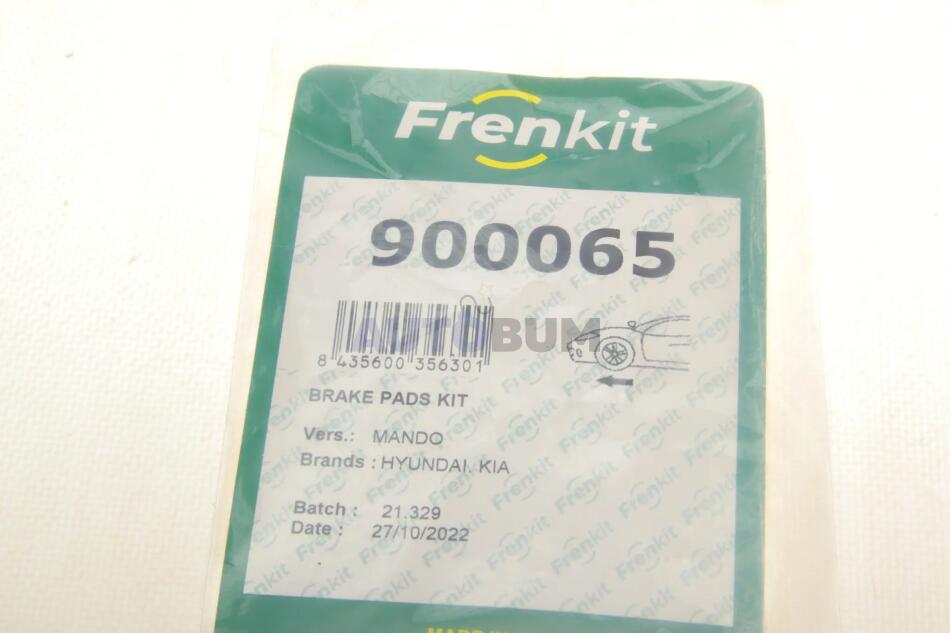 Frenkit
900065
AUTOBUM
8 435600 356301
BRAKE PADS KIT
Vers.: MANDO
Brands : HYUNDAI. KIA
Batch : 21.329
Date : 27/10/2022